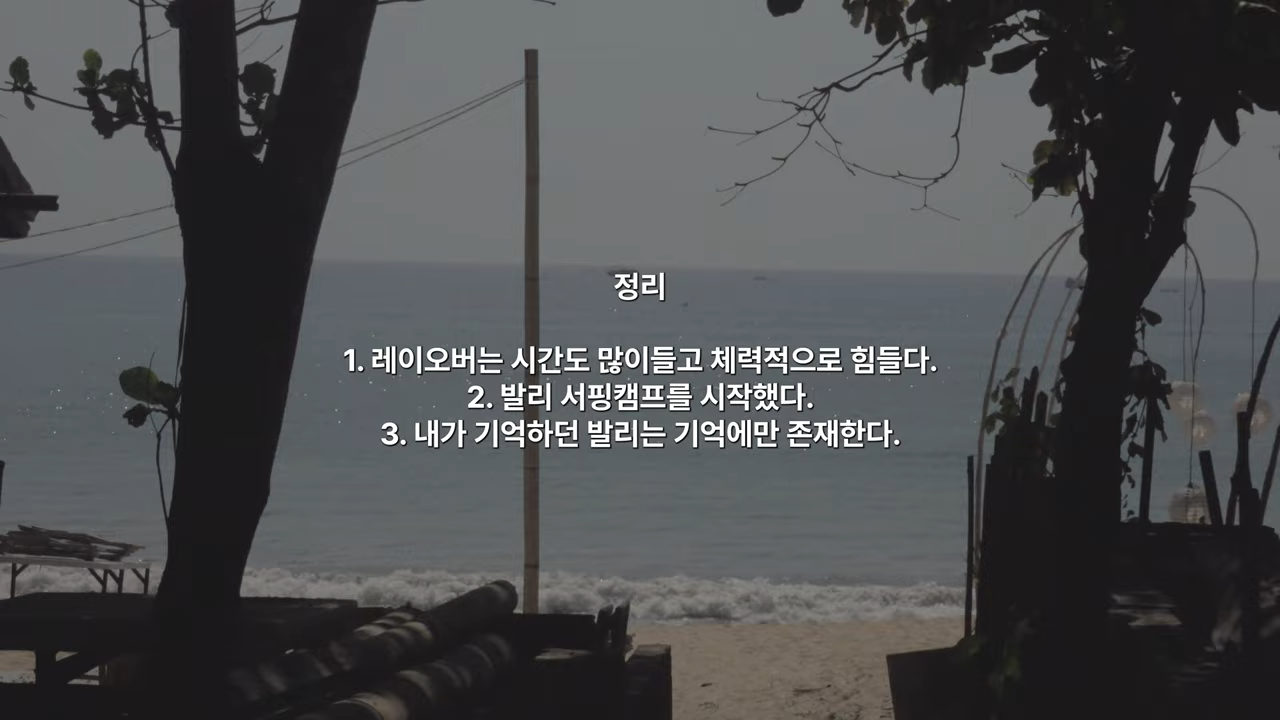 정리
1. 레이오버는 시간도 많이들고 체력적으로 힘들다.
2. 발리 서핑캠프를 시작했다.
3. 내가 기억하던 발리는 기억에만 존재한다.